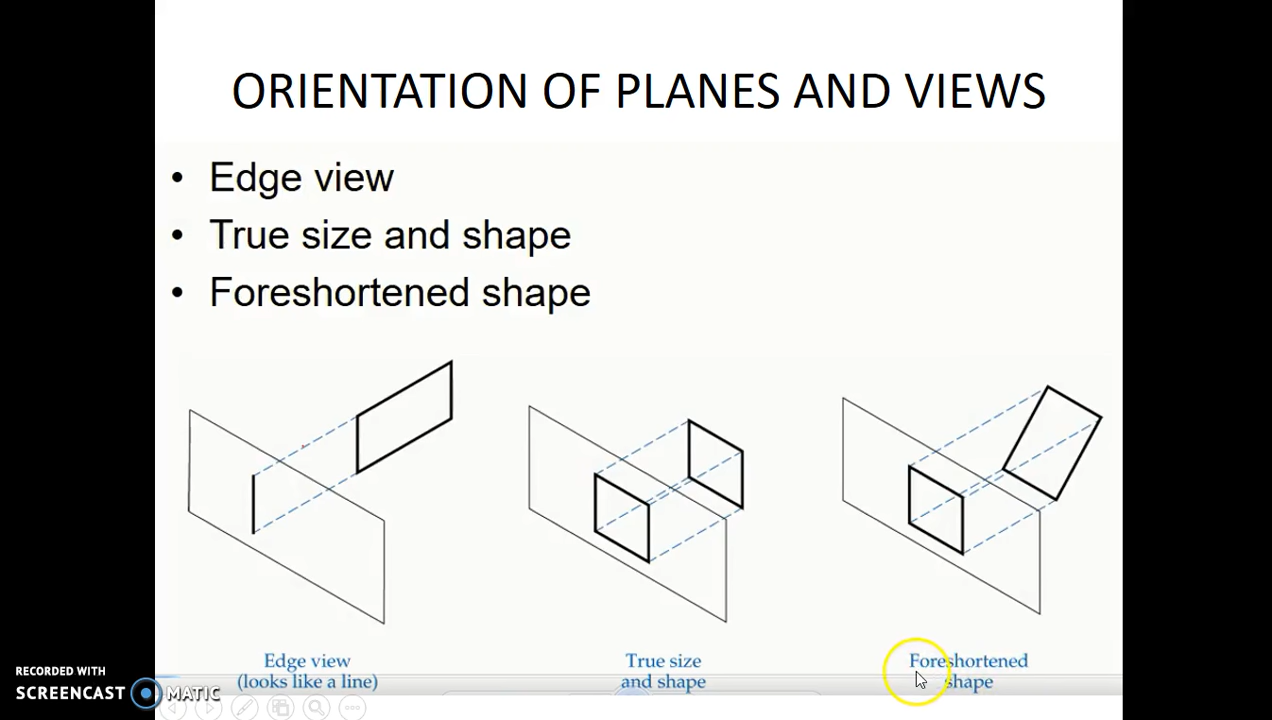 ORIENTATION OF PLANES AND VIEWS
• Edge view
• True size and shape
• Foreshortened shape
Edge view
(looks like a line)
True size
and shape
Foreshortened
shape
RECORDED WITH
SCREENCAST MATIC